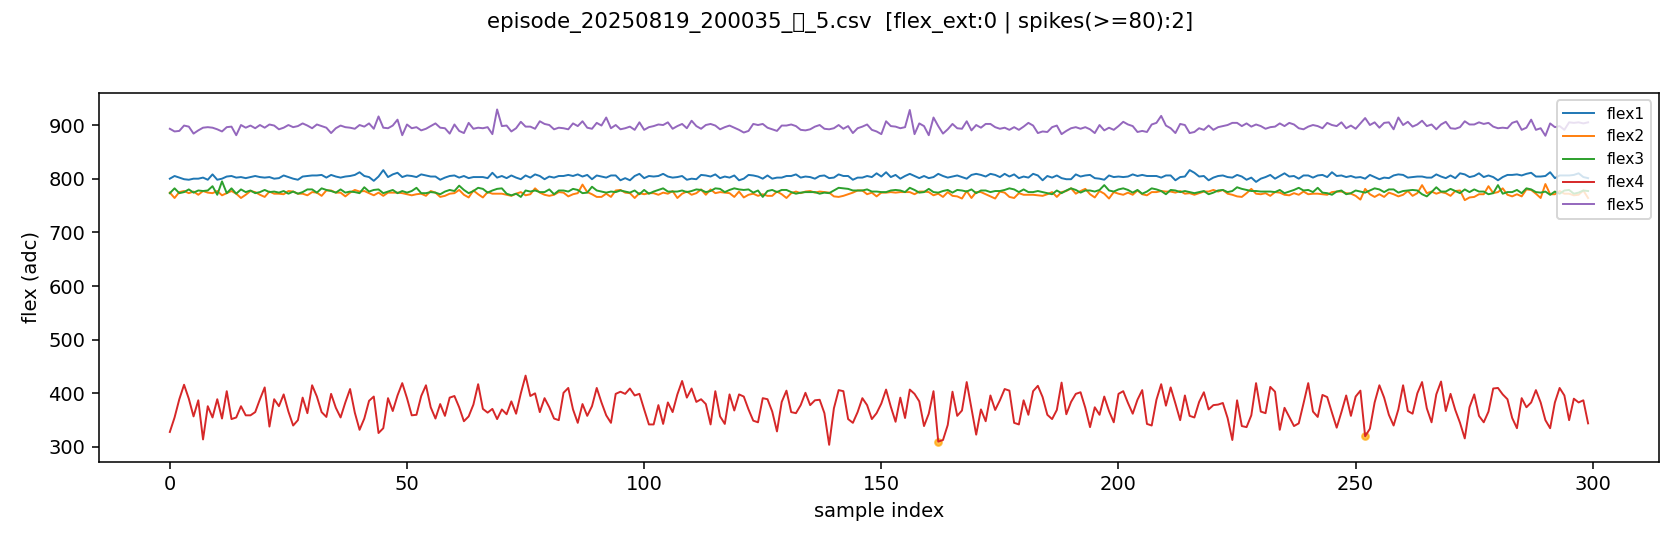 episode_20250819_200035_▯_5.csv [flex_ext:0 | spikes(>=80):2]
flex (adc)
900
800
700
600
500
400
300
flex1
flex2
flex3
flex4
flex5
0
50
100
150
200
250
300
sample index